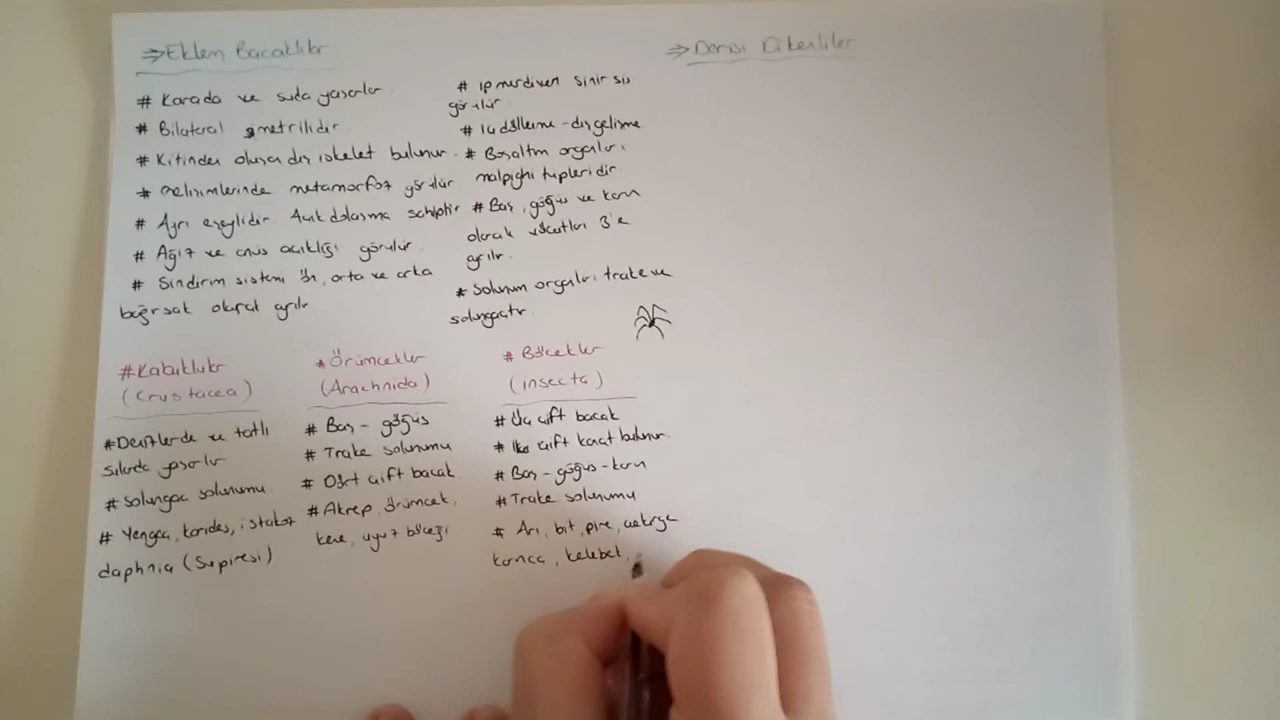 ⇒ Eklem Bacaklılar
# Karada ve suda yaşarlar.
# Bilateral simetrilidir.
# Kitinden oluşan dış iskelet bulunur.
# Gelişimlerinde metamorfoz görülür
# Ayrı eşeylidir. Açık dolaşma sahiptir
# Ağız ve anüs açıklığı görülür.
# Sindirim sistemi ön, orta ve arka
bağırsak olarak ayrılır
# ip merdiven sinir sis.
görülür
# İç dölleme - dış gelişme
# Boşaltım organları
malpighi tüpleridir.
# Baş, göğüs ve karın
olarak vücutları 3'e
ayrılır.
# Solunum organları trake ve
solungaçtır.
⇒ Derisi Dikenliler
# Kabuklular
(Crustacea)
# Denizlerde ve tatlı
sularda yaşarlar
# Solungaç solunumu.
# Yengeç, karides, istakoz
daphnia (Su piresi)
# Örümcekler
(Arachnida)
# Baş - göğüs
# Trake solunumu
# Dört çift bacak.
# Akrep, örümcek,
kene, uyuz böceği
# Böcekler
(insecta)
# Üç çift bacak
# İki çift kanat bulunur.
# Baş - göğüs - karın
# Trake solunumu
# Arı, bit, pire, çekirge
karınca, kelebek,